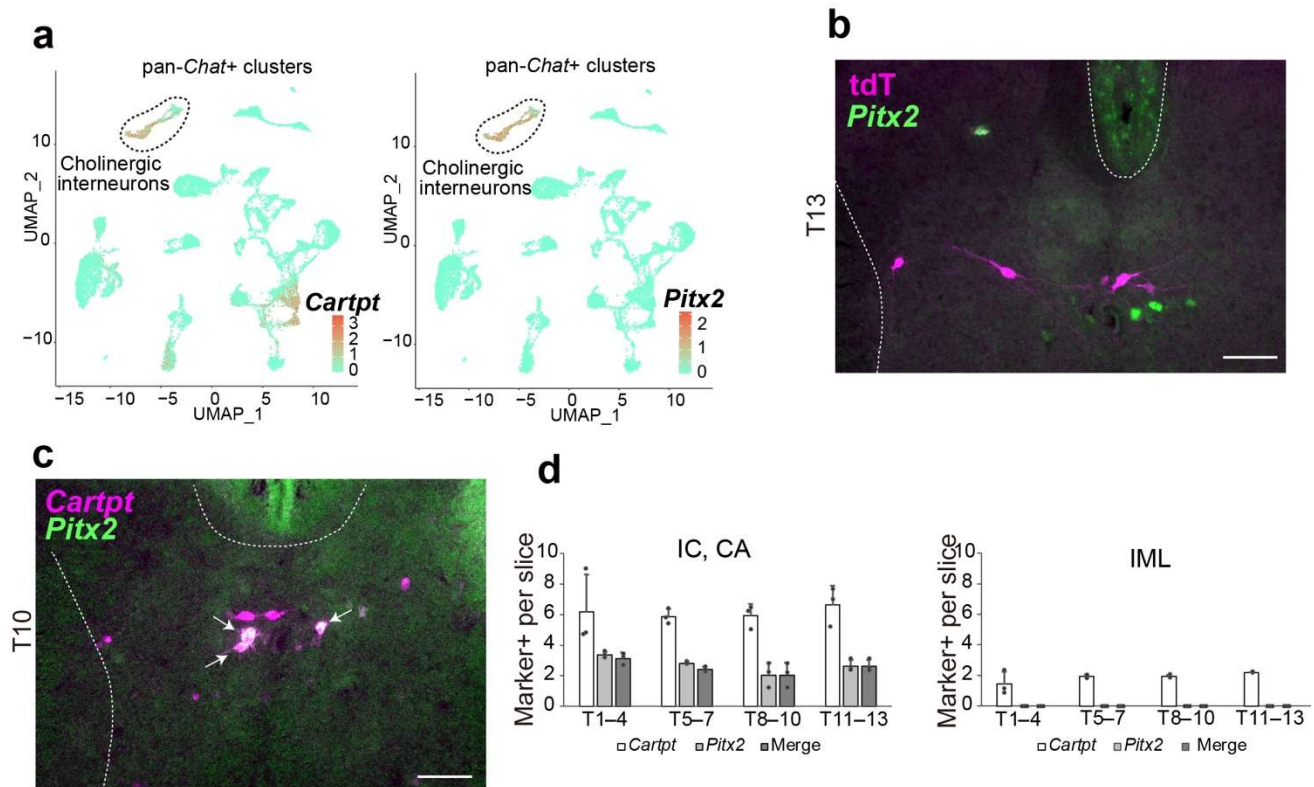 a
pan-Chat+ clusters
UMAP_2
10
0
−10
Cholinergic
interneurons
Cartpt
3
2
1
0
−15 −10 −5 0 5 10
UMAP_1
pan-Chat+ clusters
UMAP_2
10
0
−10
Cholinergic
interneurons
Pitx2
2
1
0
−15 −10 −5 0 5 10
UMAP_1
b
tdT
Pitx2
T13
c
Cartpt
Pitx2
T10
d
IC, CA
Marker+ per slice
10
8
6
4
2
0
T1–4 T5–7 T8–10 T11–13
Cartpt Pitx2 Merge
IML
Marker+ per slice
10
8
6
4
2
0
T1–4 T5–7 T8–10 T11–13
Cartpt Pitx2 Merge